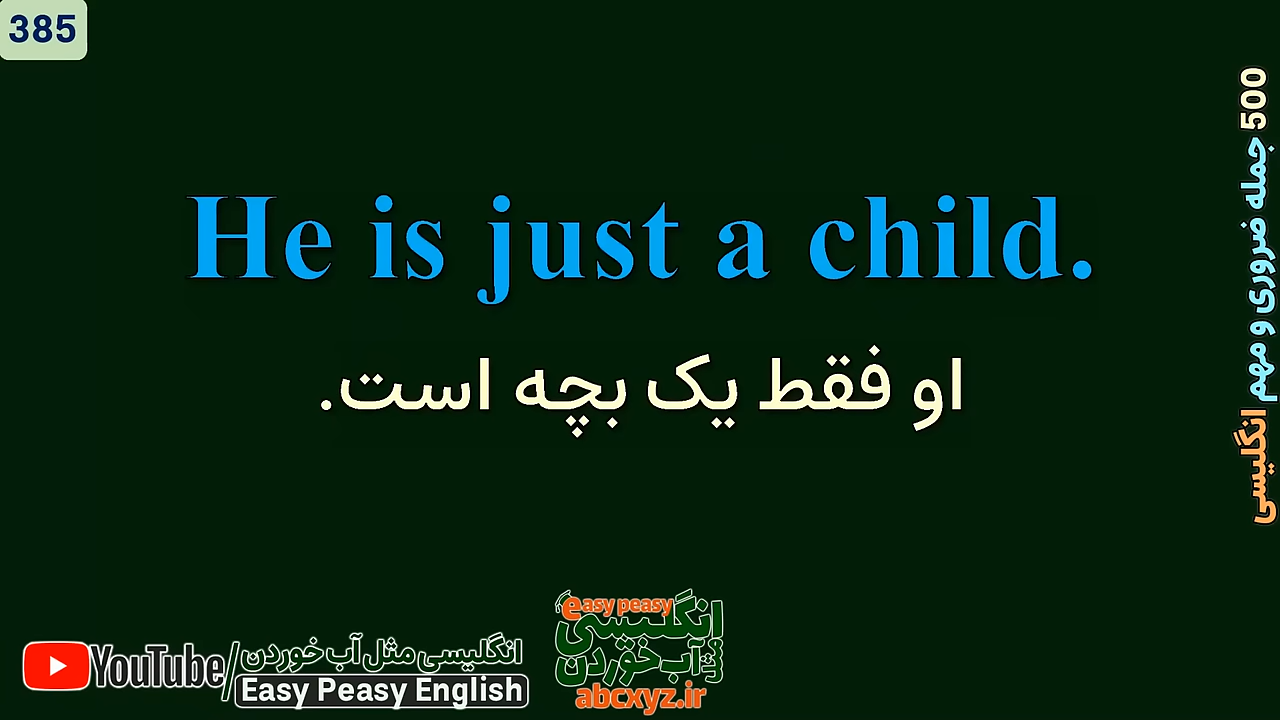 385
He is just a child.
او فقط یک بچه است.
500 جمله ضروری و مهم انگلیسی
YouTube/
انگلیسی مثل آب خوردن
Easy Peasy English
easy peasy
انگلیسی
مثل آب خوردن
abcxyz.ir